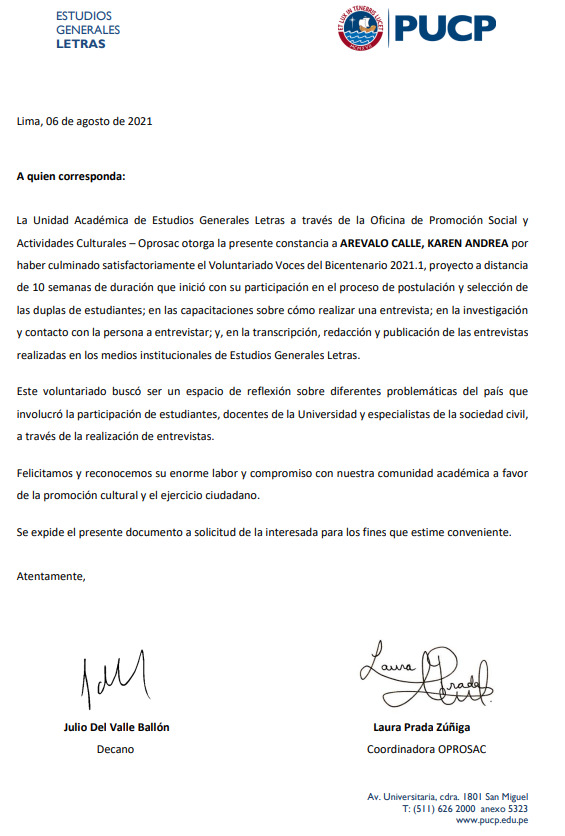 ESTUDIOS
GENERALES
LETRAS
ET LUX IN TENEBRIS LUCET
MCMXVII
PUCP
Lima, 06 de agosto de 2021
A quien corresponda:
La Unidad Académica de Estudios Generales Letras a través de la Oficina de Promoción Social y
Actividades Culturales – Oprosac otorga la presente constancia a AREVALO CALLE, KAREN ANDREA por
haber culminado satisfactoriamente el Voluntariado Voces del Bicentenario 2021.1, proyecto a distancia
de 10 semanas de duración que inició con su participación en el proceso de postulación y selección de
las duplas de estudiantes; en las capacitaciones sobre cómo realizar una entrevista; en la investigación
y contacto con la persona a entrevistar; y, en la transcripción, redacción y publicación de las entrevistas
realizadas en los medios institucionales de Estudios Generales Letras.
Este voluntariado buscó ser un espacio de reflexión sobre diferentes problemáticas del país que
involucró la participación de estudiantes, docentes de la Universidad y especialistas de la sociedad civil,
a través de la realización de entrevistas.
Felicitamos y reconocemos su enorme labor y compromiso con nuestra comunidad académica a favor
de la promoción cultural y el ejercicio ciudadano.
Se expide el presente documento a solicitud de la interesada para los fines que estime conveniente.
Atentamente,
Laura Prada
Julio Del Valle Ballón
Decano
Laura Prada Zúñiga
Coordinadora OPROSAC
Av. Universitaria, cdra. 1801 San Miguel
T: (511) 626 2000 anexo 5323
www.pucp.edu.pe